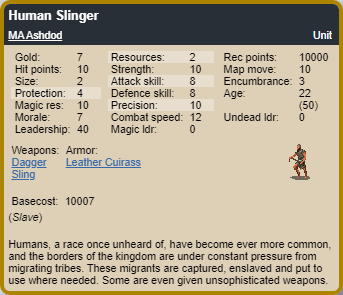 Human Slinger
MA Ashdod Unit
Gold: 7 Resources: 2 Rec points: 10000
Hit points: 10 Strength: 10 Map move: 10
Size: 2 Attack skill: 8 Encumbrance: 3
Protection: 4 Defence skill: 8 Age: 22
Magic res: 10 Precision: 10 (50)
Morale: 7 Combat speed: 12 Undead ldr: 0
Leadership: 40 Magic ldr: 0
Weapons: Armor:
Dagger Leather Cuirass
Sling
Basecost: 10007
(Slave)
Humans, a race once unheard of, have become ever more common,
and the borders of the kingdom are under constant pressure from
migrating tribes. These migrants are captured, enslaved and put to
use where needed. Some are even given unsophisticated weapons.